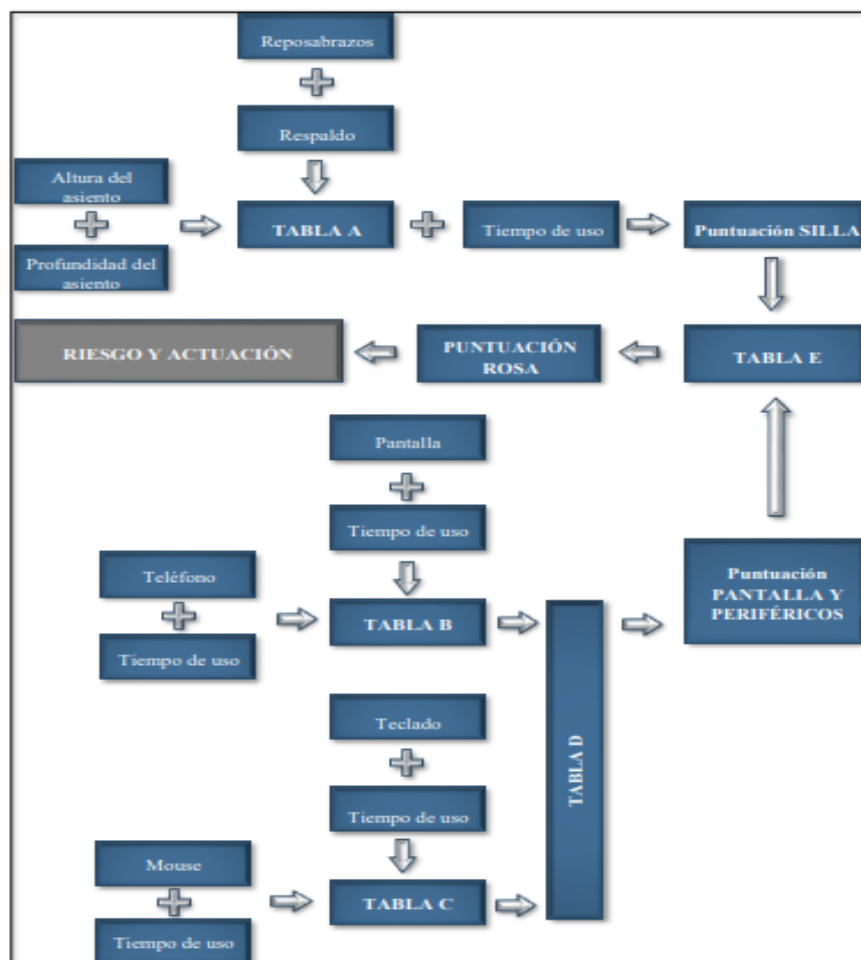 Reposabrazos
Respaldo
Altura del
asiento
Profundidad del
asiento
TABLA A
Tiempo de uso
Puntuación SILLA
RIESGO Y ACTUACIÓN
PUNTUACIÓN
ROSA
TABLA E
Pantalla
Tiempo de uso
Teléfono
Tiempo de uso
TABLA B
Puntuación
PANTALLA Y
PERIFÉRICOS
TABLA D
Teclado
Tiempo de uso
Mouse
Tiempo de uso
TABLA C